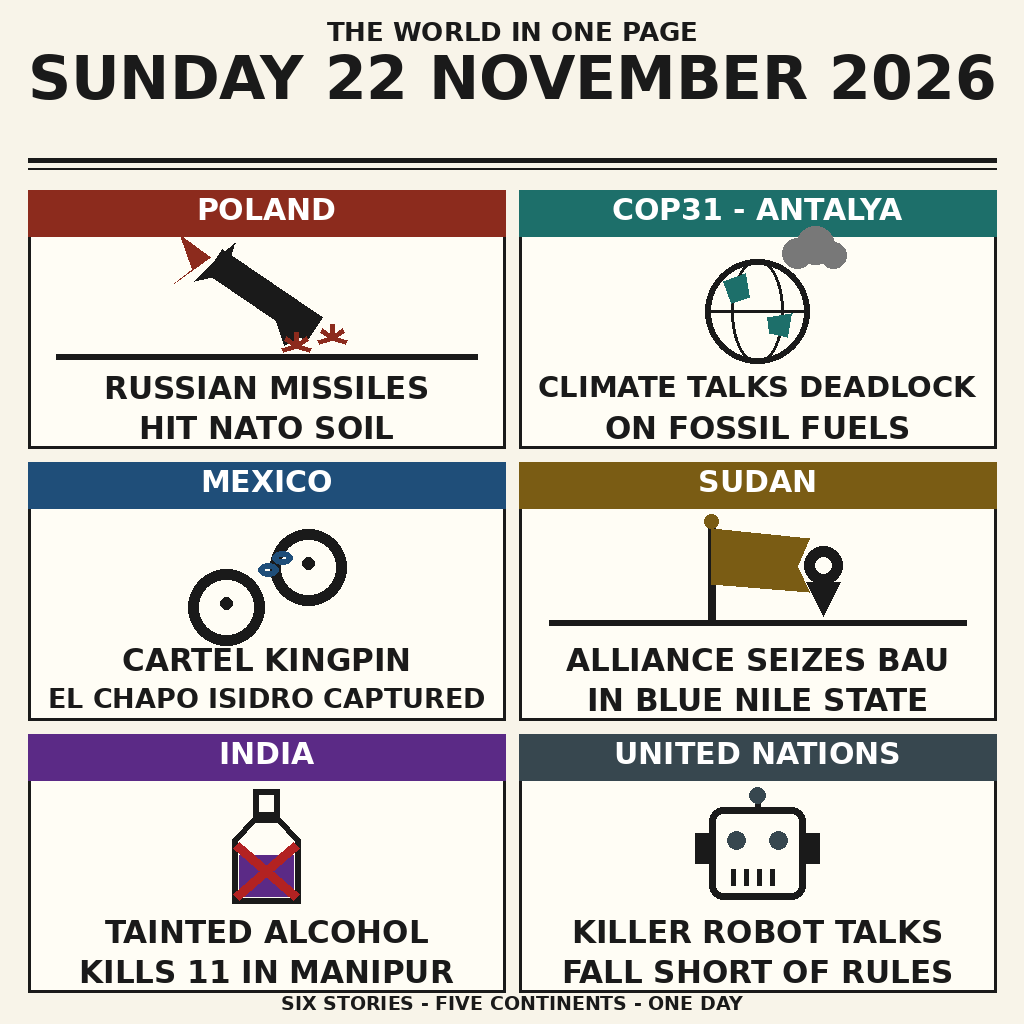 THE WORLD IN ONE PAGE
SUNDAY 22 NOVEMBER 2026
POLAND
RUSSIAN MISSILES
HIT NATO SOIL
COP31 - ANTALYA
CLIMATE TALKS DEADLOCK
ON FOSSIL FUELS
MEXICO
CARTEL KINGPIN
EL CHAPO ISIDRO CAPTURED
SUDAN
ALLIANCE SEIZES BAU
IN BLUE NILE STATE
INDIA
TAINTED ALCOHOL
KILLS 11 IN MANIPUR
UNITED NATIONS
KILLER ROBOT TALKS
FALL SHORT OF RULES
SIX STORIES - FIVE CONTINENTS - ONE DAY